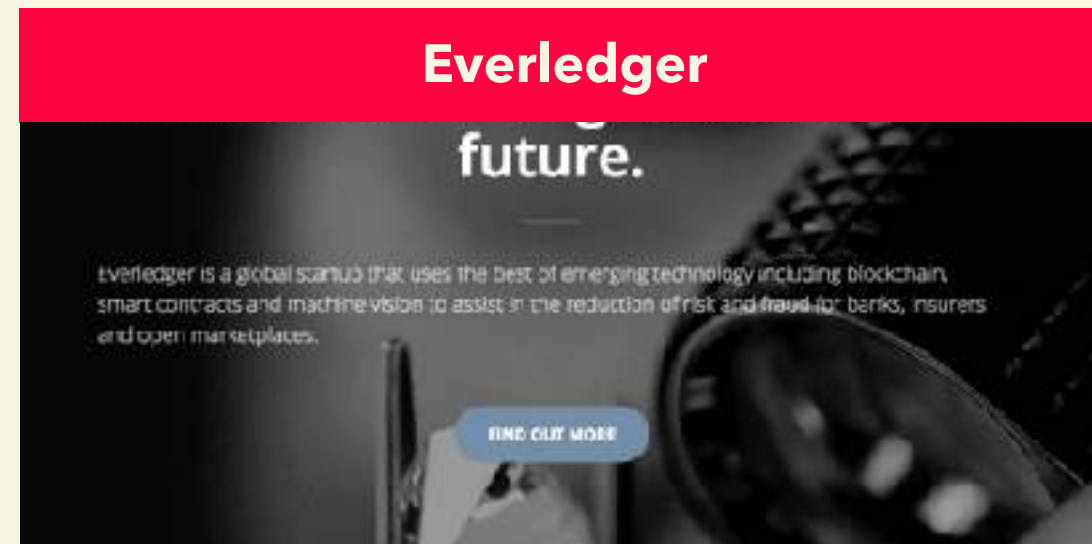 Everledger
future.
Everledger is a global startup that uses the best of emerging technology including blockchain,
smart contracts and machine vision to assist in the reduction of risk and fraud for banks, insurers
and open marketplaces.
FIND OUT MORE